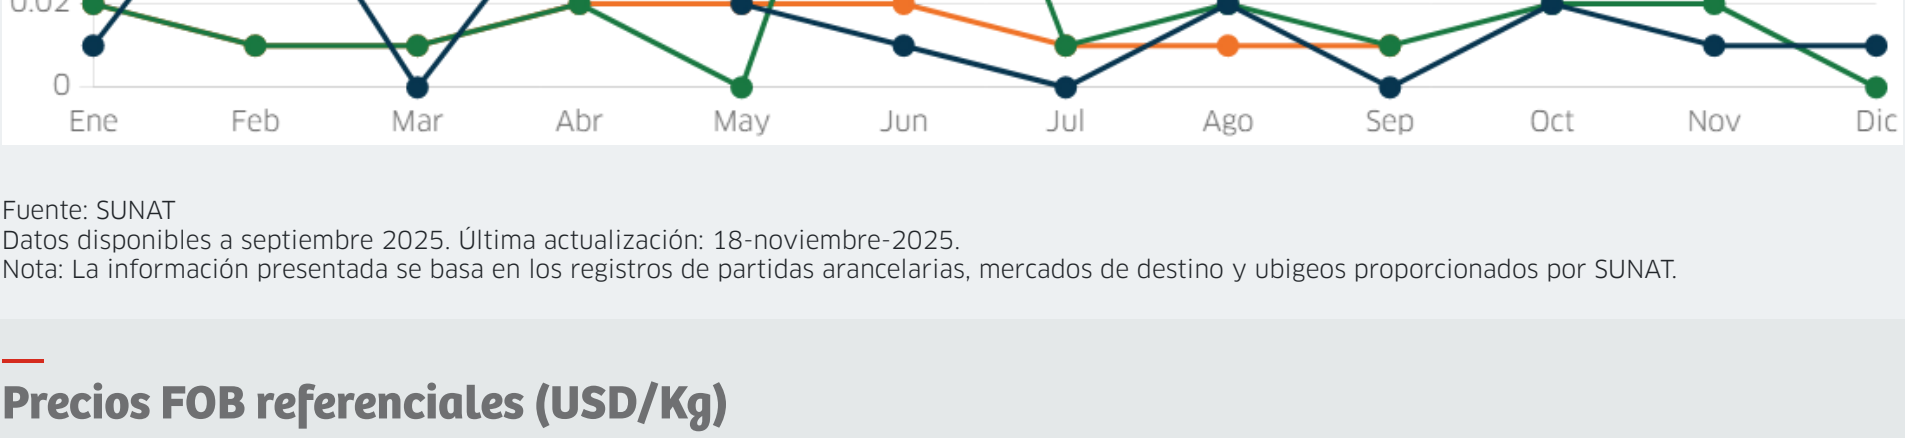 0.02
0
Ene Feb Mar Abr May Jun Jul Ago Sep Oct Nov Dic
Fuente: SUNAT
Datos disponibles a septiembre 2025. Última actualización: 18-noviembre-2025.
Nota: La información presentada se basa en los registros de partidas arancelarias, mercados de destino y ubigeos proporcionados por SUNAT.
Precios FOB referenciales (USD/Kg)